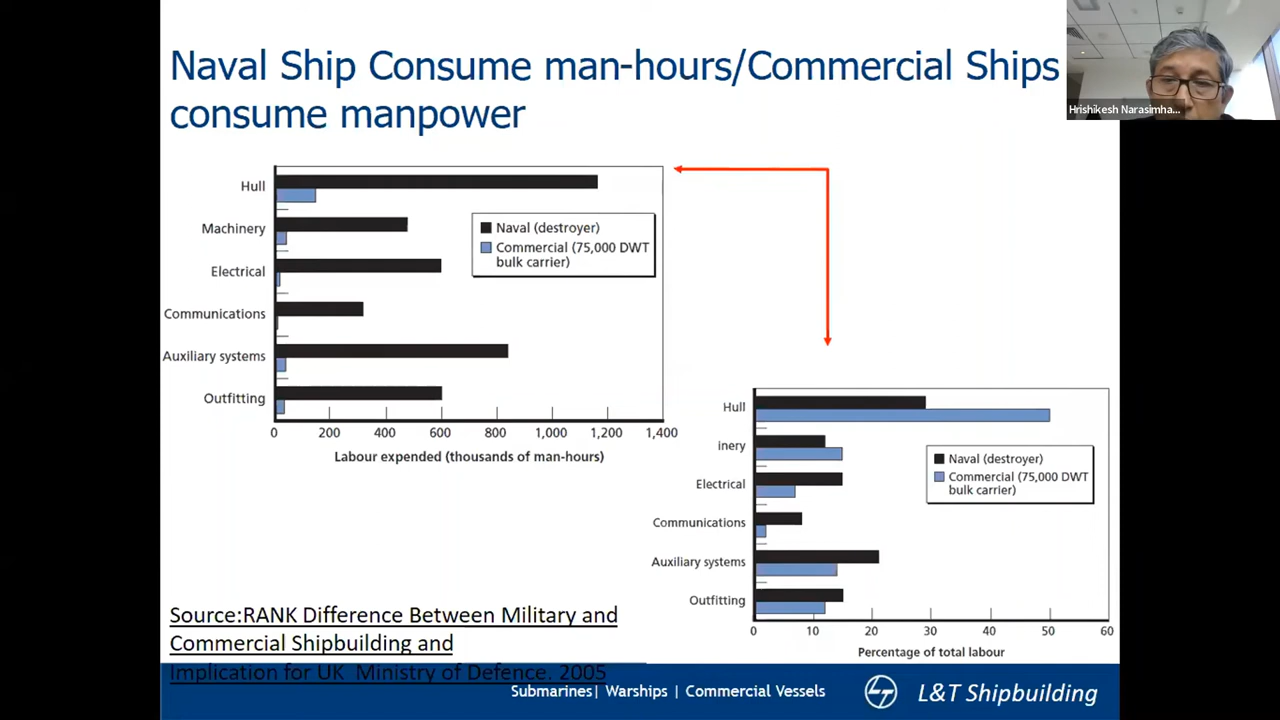 Naval Ship Consume man-hours/Commercial Ships
consume manpower
Hrishikesh Narasimha...
Hull
Machinery
Electrical
Communications
Auxiliary systems
Outfitting
Naval (destroyer)
Commercial (75,000 DWT
bulk carrier)
0 200 400 600 800 1,000 1,200 1,400
Labour expended (thousands of man-hours)
Hull
inery
Electrical
Communications
Auxiliary systems
Outfitting
Naval (destroyer)
Commercial (75,000 DWT
bulk carrier)
0 10 20 30 40 50 60
Percentage of total labour
Source:RANK Difference Between Military and
Commercial Shipbuilding and
Implication for UK Ministry of Defence. 2005
Submarines| Warships | Commercial Vessels
L&T Shipbuilding